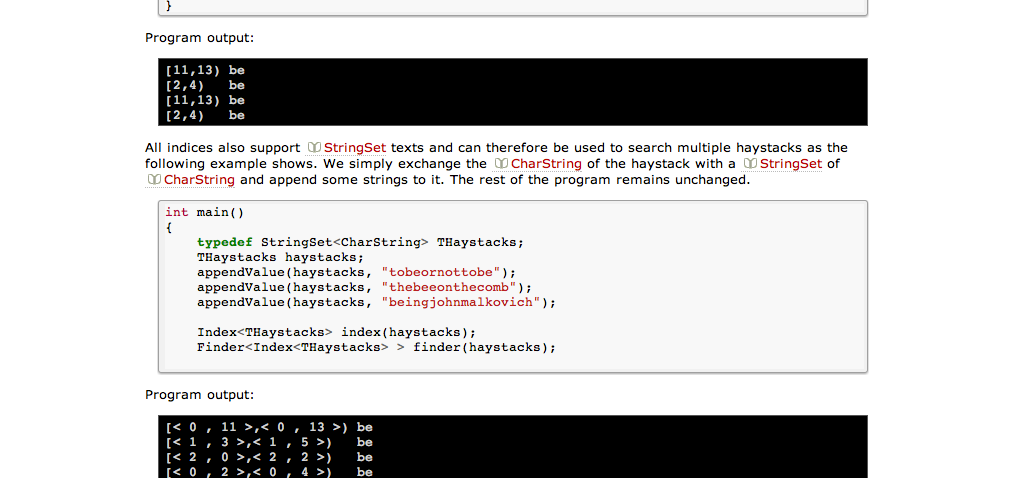 }
Program output:
[11,13) be
[2,4)   be
[11,13) be
[2,4)   be
All indices also support StringSet texts and can therefore be used to search multiple haystacks as the
following example shows. We simply exchange the CharString of the haystack with a StringSet of
CharString and append some strings to it. The rest of the program remains unchanged.
int main()
{
    typedef StringSet<CharString> THaystacks;
    THaystacks haystacks;
    appendValue(haystacks, "tobeornottobe");
    appendValue(haystacks, "thebeeonthecomb");
    appendValue(haystacks, "beingjohnmalkovich");
    Index<THaystacks> index(haystacks);
    Finder<Index<THaystacks> > finder(haystacks);
Program output:
[< 0 , 11 >,< 0 , 13 >) be
[< 1 , 3 >,< 1 , 5 >)   be
[< 2 , 0 >,< 2 , 2 >)   be
[< 0 , 2 >,< 0 , 4 >)   be